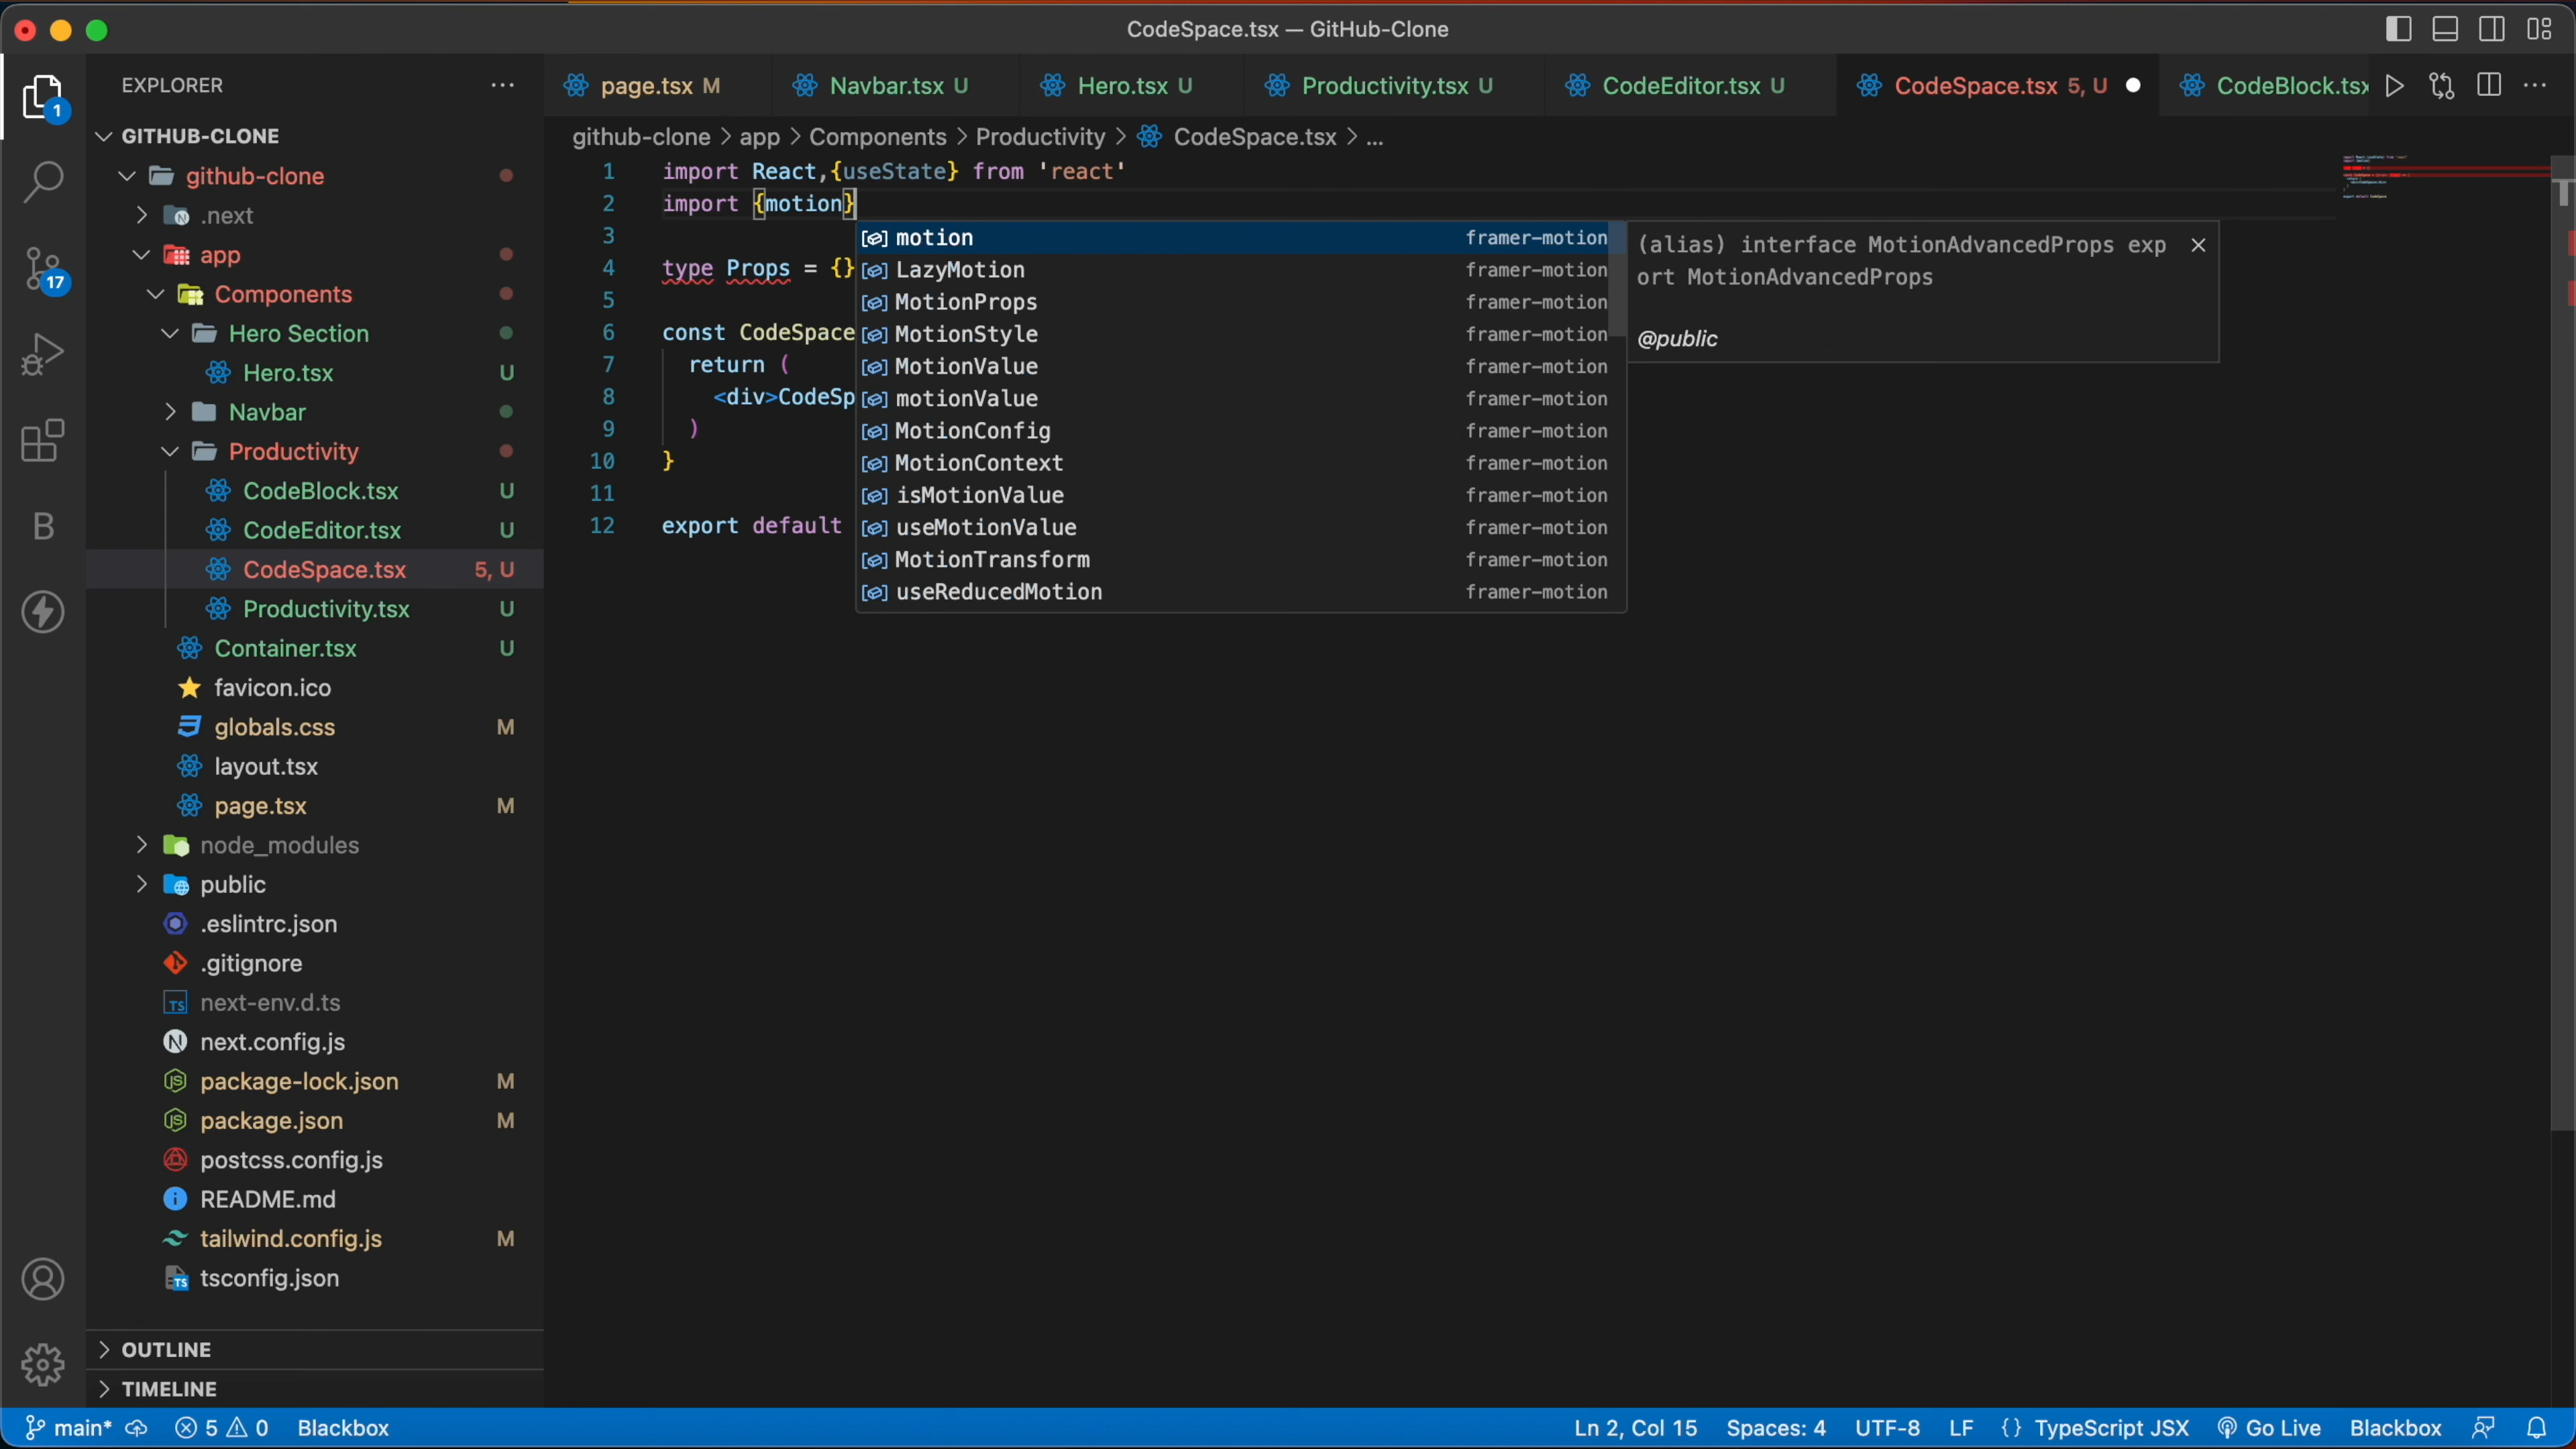 CodeSpace.tsx — GitHub-Clone
EXPLORER
page.tsx M
Navbar.tsx U
Hero.tsx U
Productivity.tsx U
CodeEditor.tsx U
CodeSpace.tsx 5, U
CodeBlock.tsx
1
17
B
GITHUB-CLONE
github-clone
.next
app
Components
Hero Section
Hero.tsx U
Navbar
Productivity
CodeBlock.tsx U
CodeEditor.tsx U
CodeSpace.tsx 5, U
Productivity.tsx U
Container.tsx U
favicon.ico
globals.css M
layout.tsx
page.tsx M
node_modules
public
.eslintrc.json
.gitignore
next-env.d.ts
next.config.js
package-lock.json M
package.json M
postcss.config.js
README.md
tailwind.config.js M
tsconfig.json
OUTLINE
TIMELINE
github-clone > app > Components > Productivity > CodeSpace.tsx > ...
1 import React,{useState} from 'react'
2 import {motion}
3
4 type Props = {}
5
6 const CodeSpace
7 return (
8 <div>CodeSp
9 )
10 }
11
12 export default
motion framer-motion
LazyMotion framer-motion
MotionProps framer-motion
MotionStyle framer-motion
MotionValue framer-motion
motionValue framer-motion
MotionConfig framer-motion
MotionContext framer-motion
isMotionValue framer-motion
useMotionValue framer-motion
MotionTransform framer-motion
useReducedMotion framer-motion
(alias) interface MotionAdvancedProps exp
ort MotionAdvancedProps
@public
main* 5 0 Blackbox
Ln 2, Col 15 Spaces: 4 UTF-8 LF {} TypeScript JSX Go Live Blackbox